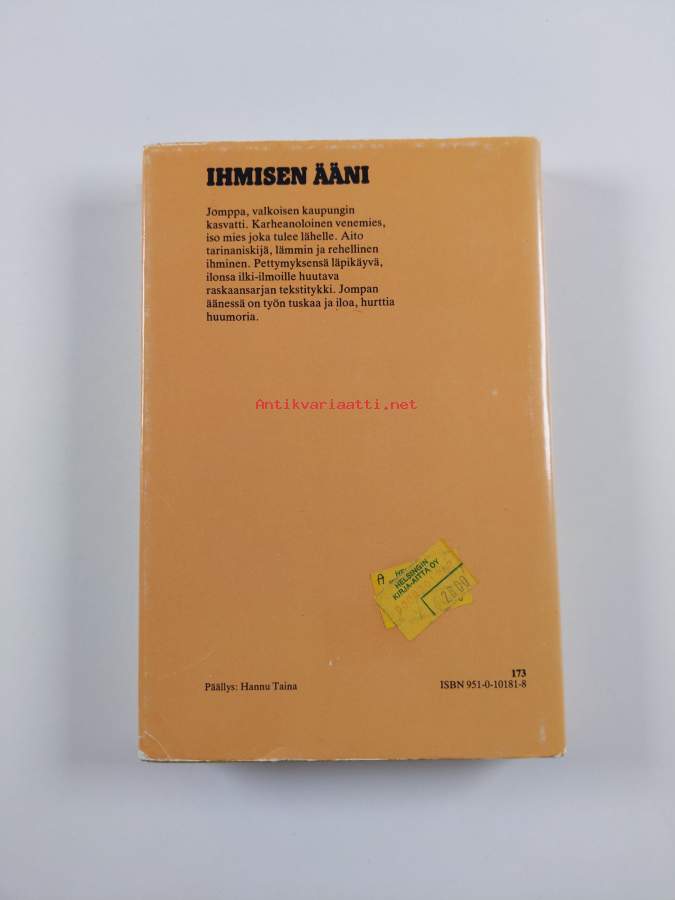 IHMISEN ÄÄNI
Jomppa, valkoisen kaupungin
kasvatti. Karheanoloinen venemies,
iso mies joka tulee lähelle. Aito
tarinaniskijä, lämmin ja rehellinen
ihminen. Pettymyksensä läpikäyvä,
ilonsa ilki-ilmoille huutava
raskaansarjan tekstitykki. Jompan
äänessä on työn tuskaa ja iloa, hurttia
huumoria.
Antikvariaatti.net
A
HELSINGIN
KIRJA-AITTA OY
Päällys: Hannu Taina
173
ISBN 951-0-10181-8